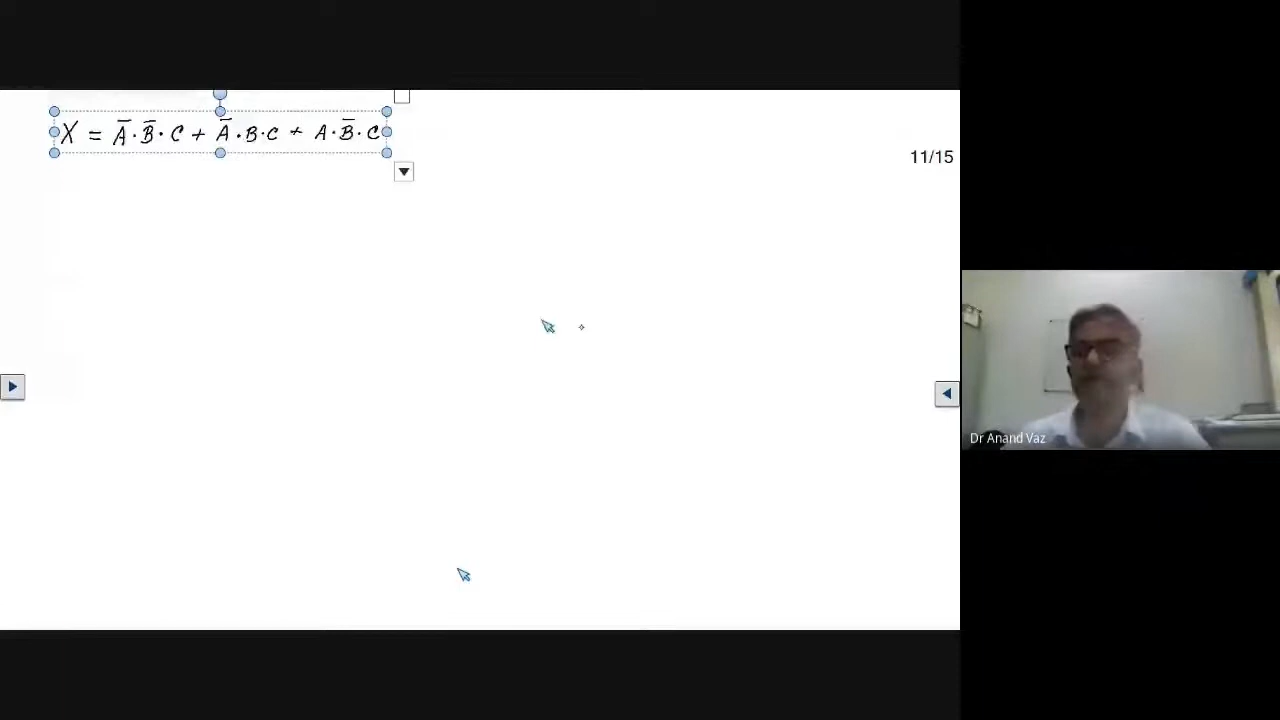 X = A̅ · B̅ · C + A̅ · B · C + A · B̅ · C
11/15
Dr Anand Vaz